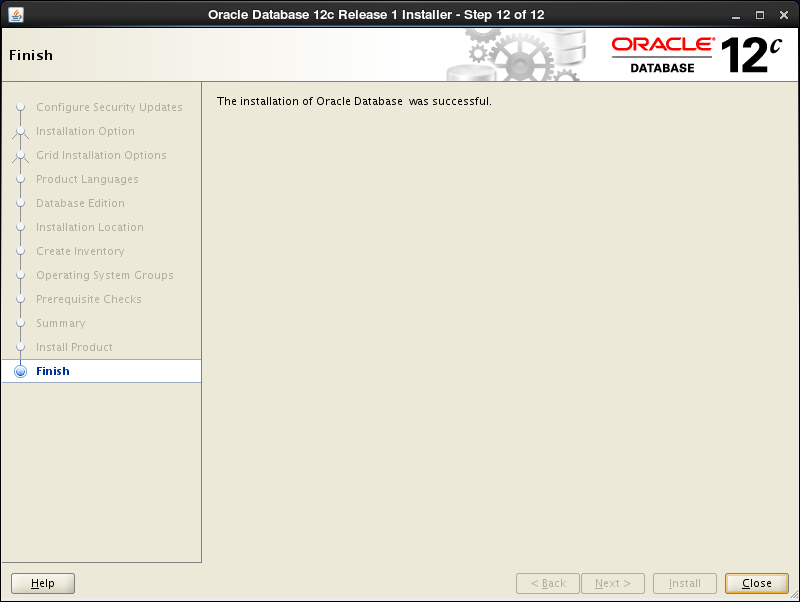 Oracle Database 12c Release 1 Installer - Step 12 of 12
Finish
ORACLE®
DATABASE
12c
Configure Security Updates
Installation Option
Grid Installation Options
Product Languages
Database Edition
Installation Location
Create Inventory
Operating System Groups
Prerequisite Checks
Summary
Install Product
Finish
The installation of Oracle Database  was successful.
Help
< Back
Next >
Install
Close